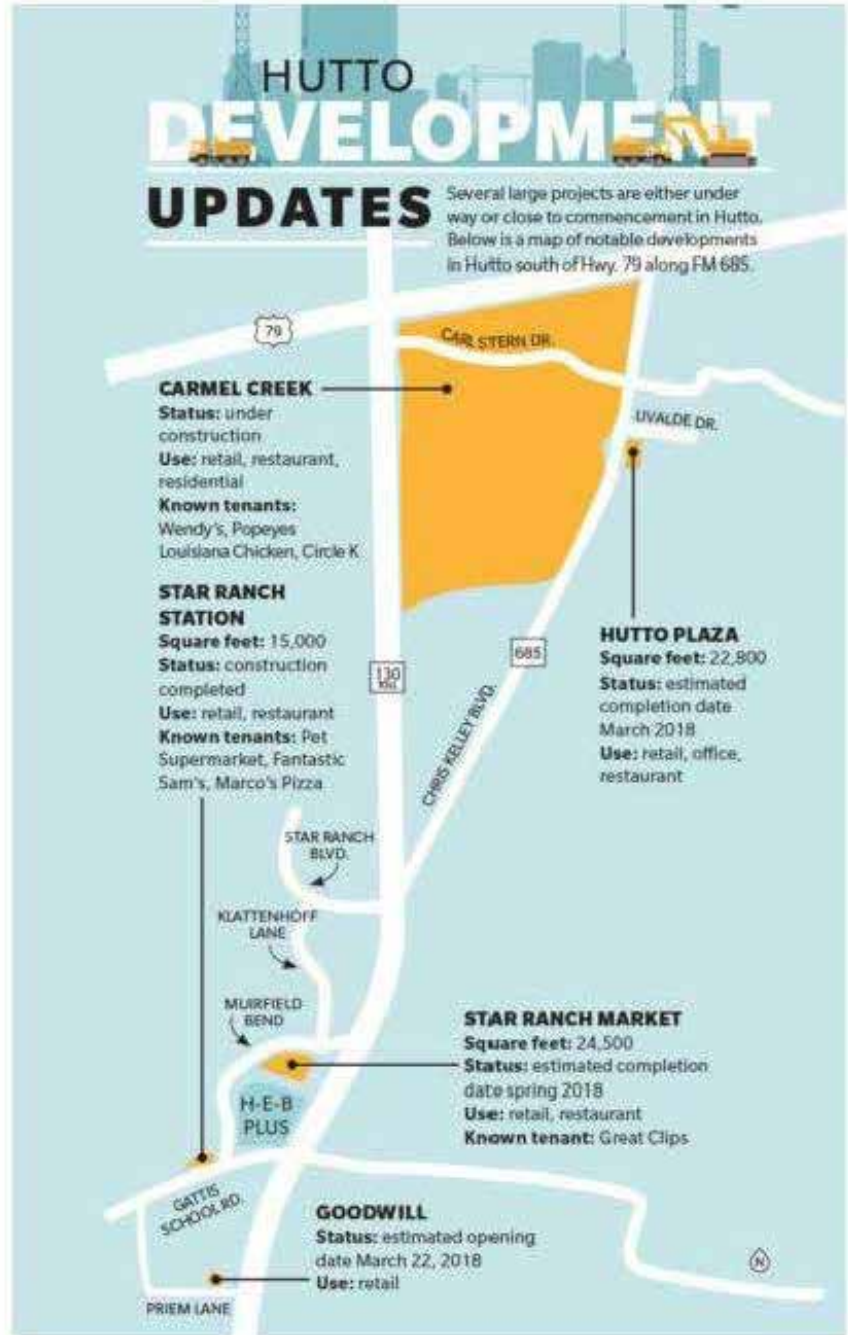 HUTTO
DEVELOPMENT
UPDATES
Several large projects are either under
way or close to commencement in Hutto.
Below is a map of notable developments
in Hutto south of Hwy. 79 along FM 685.
79
CARL STERN DR.
UVALDE DR.
CARMEL CREEK
Status: under
construction
Use: retail, restaurant,
residential
Known tenants:
Wendy's, Popeyes
Louisiana Chicken, Circle K
STAR RANCH
STATION
Square feet: 15,000
Status: construction
completed
Use: retail, restaurant
Known tenants: Pet
Supermarket, Fantastic
Sam's, Marco's Pizza
130
685
CHRIS KELLEY BLVD.
HUTTO PLAZA
Square feet: 22,800
Status: estimated
completion date
March 2018
Use: retail, office,
restaurant
STAR RANCH
BLVD.
KLATTENHOFF
LANE
MUIRFIELD
BEND
H-E-B
PLUS
STAR RANCH MARKET
Square feet: 24,500
Status: estimated completion
date spring 2018
Use: retail, restaurant
Known tenant: Great Clips
GATTIS
SCHOOL RD.
GOODWILL
Status: estimated opening
date March 22, 2018
Use: retail
PRIEM LANE
N